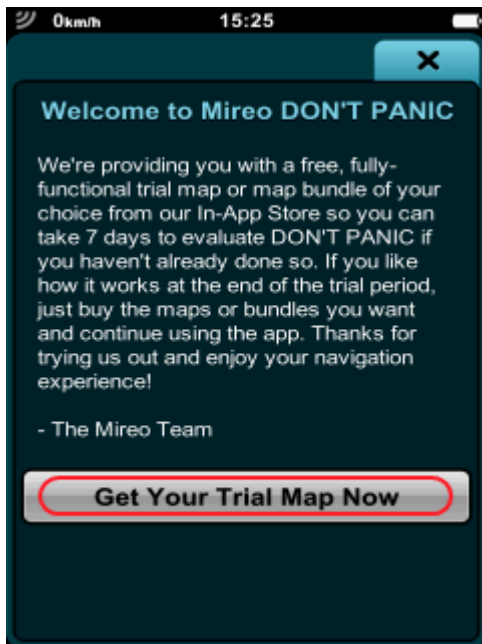 0km/h 15:25
×
Welcome to Mireo DON'T PANIC
We're providing you with a free, fully-
functional trial map or map bundle of your
choice from our In-App Store so you can
take 7 days to evaluate DON'T PANIC if
you haven't already done so. If you like
how it works at the end of the trial period,
just buy the maps or bundles you want
and continue using the app. Thanks for
trying us out and enjoy your navigation
experience!
- The Mireo Team
Get Your Trial Map Now